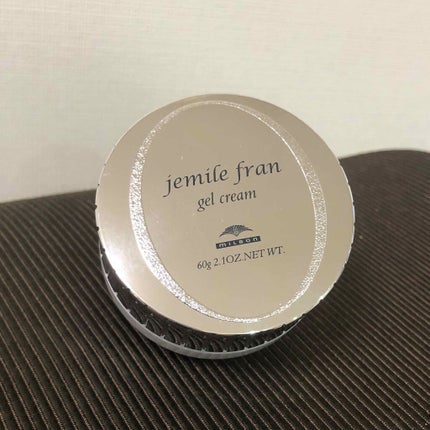 jemile fran
gel cream
MILBON
60g 2.1OZ.NET WT.